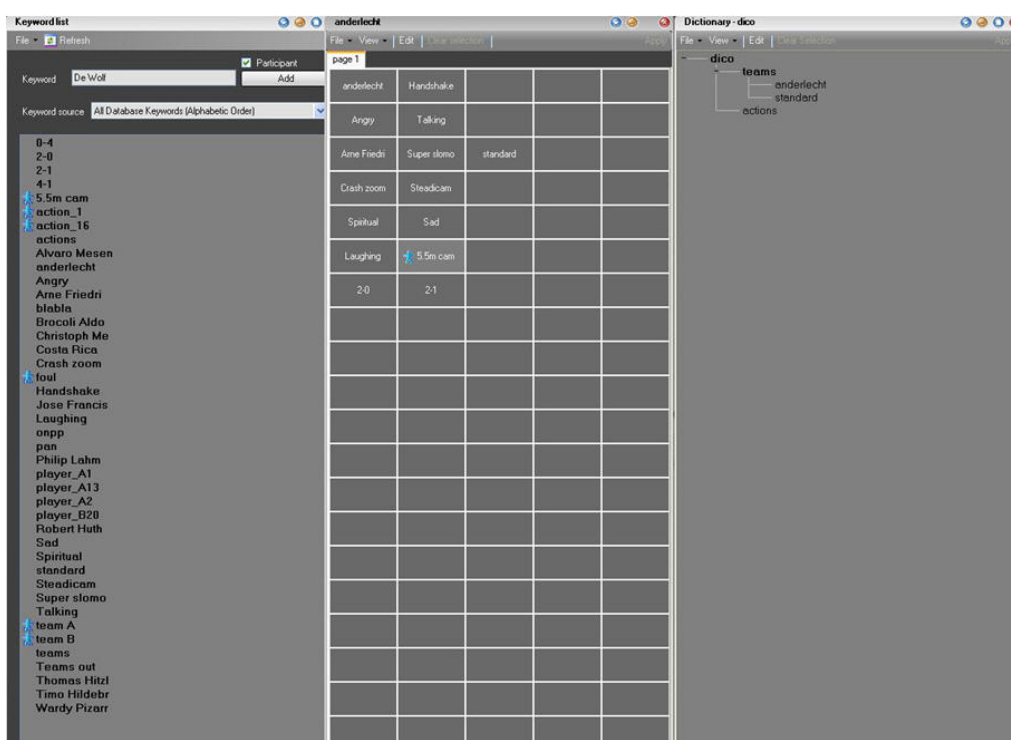 Keyword list
File Refresh
Participant
Keyword De Wolf Add
Keyword source All Database Keywords (Alphabetic Order)
0-4
2-0
2-1
4-1
5.5m cam
action_1
action_16
actions
Alvaro Mesen
anderlecht
Angry
Arne Friedri
blabla
Brocoli Aldo
Christoph Me
Costa Rica
Crash zoom
foul
Handshake
Jose Francis
Laughing
onpp
pan
Philip Lahm
player_A1
player_A13
player_A2
player_B20
Robert Huth
Sad
Spiritual
standard
Steadicam
Super slomo
Talking
team A
team B
teams
Teams out
Thomas Hitzl
Timo Hildebr
Wardy Pizarr
anderlecht
File View Edit Clear selection Apply
page 1
anderlecht Handshake
Angry Talking
Arne Friedri Super slomo standard
Crash zoom Steadicam
Spiritual Sad
Laughing 5.5m cam
2-0 2-1
Dictionary - dico
File View Edit Clear Selection
dico
teams
anderlecht
standard
actions